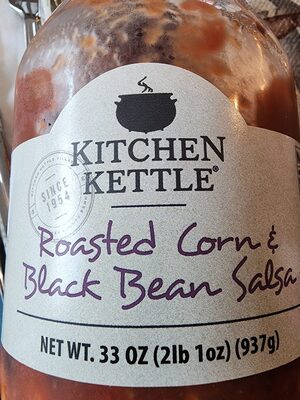 KITCHEN
KETTLE®
SINCE
1954
Roasted Corn &
Black Bean Salsa
NET WT. 33 OZ (2lb 1oz) (937g)